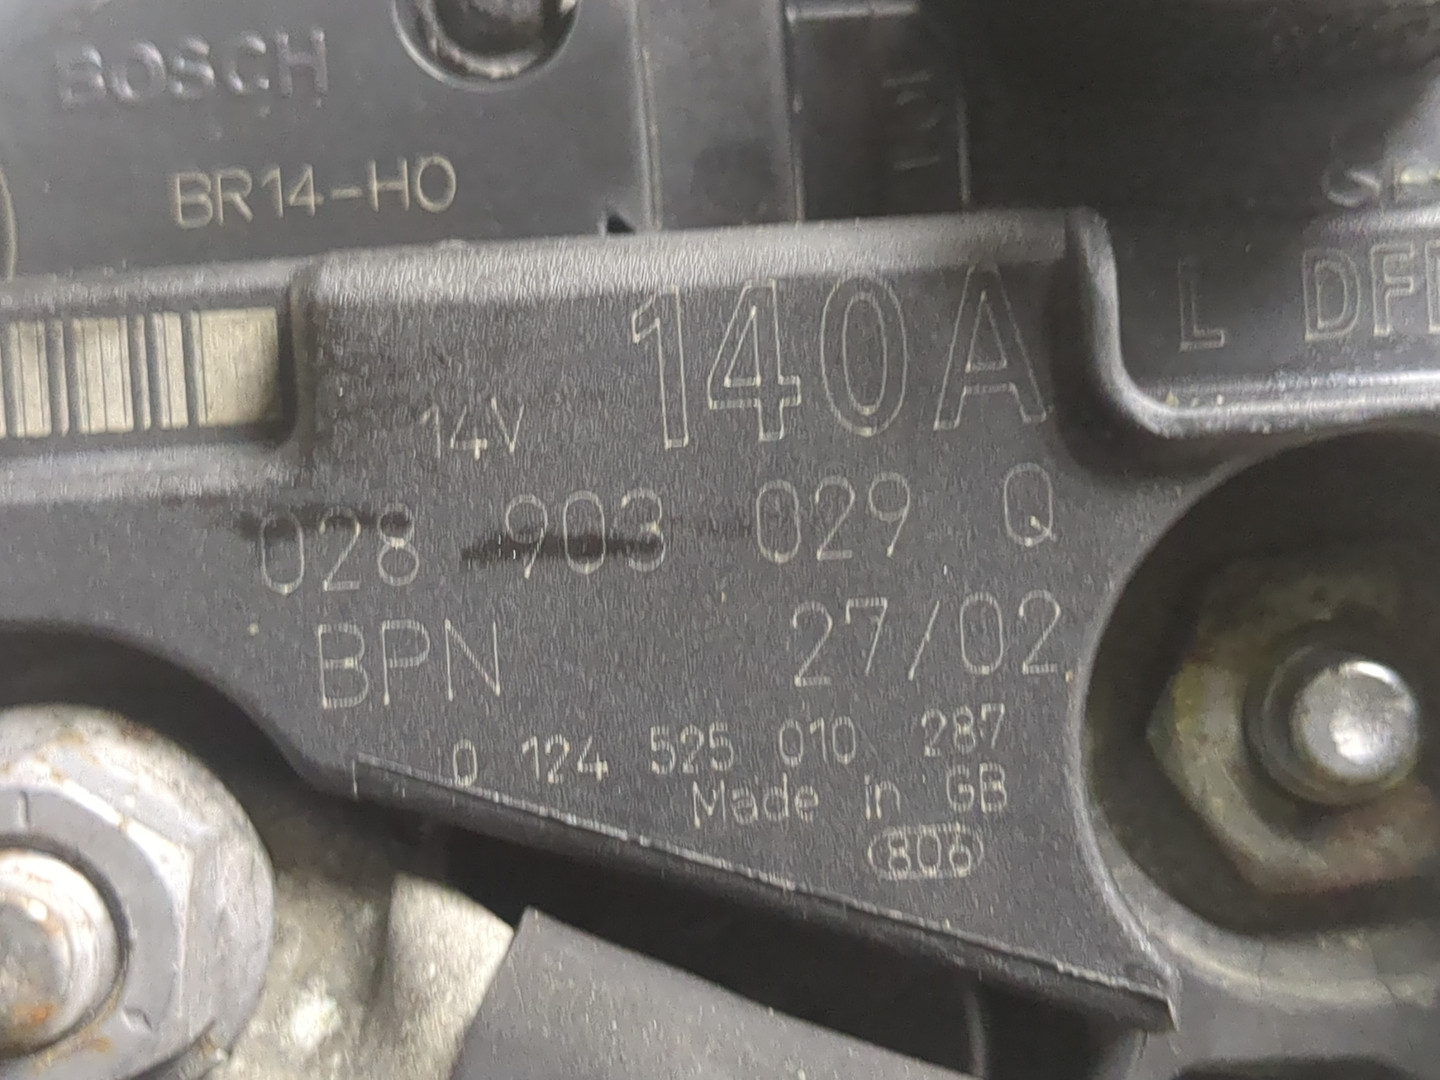 BOSCH
BR14-HO
140A
L DF
14V
028 903 029 Q
BPN 27/02
0 124 525 010 287
Made in GB
806